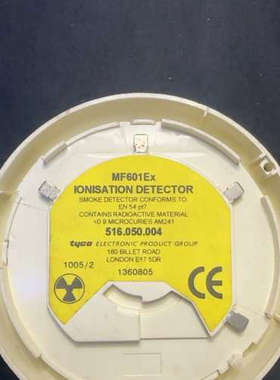 MF601Ex
IONISATION DETECTOR
SMOKE DETECTOR CONFORMS TO
EN 54 pt7
CONTAINS RADIOACTIVE MATERIAL
<0.9 MICROCURIES AM241
516.050.004
tyco ELECTRONIC PRODUCT GROUP
160 BILLET ROAD
LONDON E17 5DR
1005/2
1360805
CE